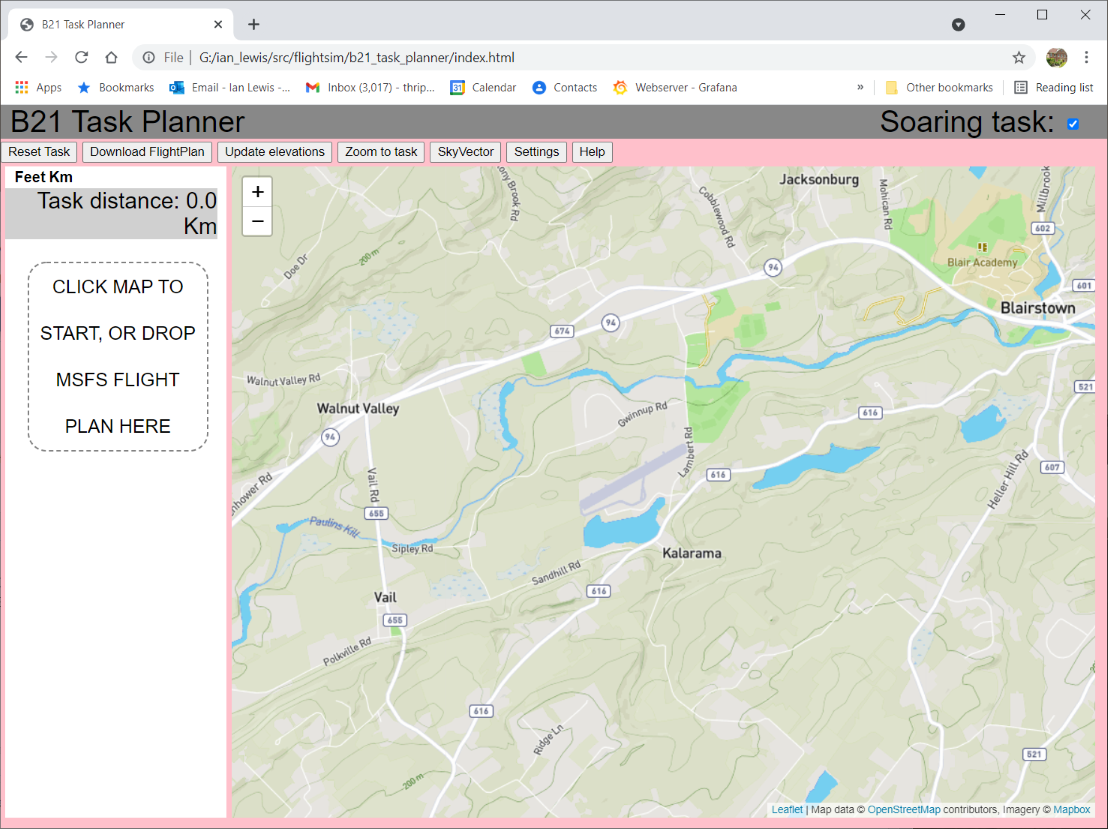 B21 Task Planner
File
G:/ian_lewis/src/flightsim/b21_task_planner/index.html
Apps
Bookmarks
Email - Ian Lewis -...
Inbox (3,017) - thrip...
31
Calendar
Contacts
Webserver - Grafana
»
Other bookmarks
Reading list
B21 Task Planner
Soaring task:
Reset Task
Download FlightPlan
Update elevations
Zoom to task
SkyVector
Settings
Help
Feet Km
Task distance: 0.0
Km
CLICK MAP TO
START, OR DROP
MSFS FLIGHT
PLAN HERE
+
−
Jacksonburg
Cobblewood Rd
Mohican Rd
Millbrook
602
Doe Dr
200 m
94
Blair Academy
601
Blairstown
674
94
Walnut Valley Rd
Walnut Valley
94
Gwinnup Rd
616
521
Lambert Rd
616
607
Heller Hill Rd
Vail Rd
655
Paulins Kill
Sipley Rd
Kalarama
Sandhill Rd
616
Vail
655
Polkville Rd
616
Ridge Ln
521
200 m
Leaflet | Map data © OpenStreetMap contributors, Imagery © Mapbox